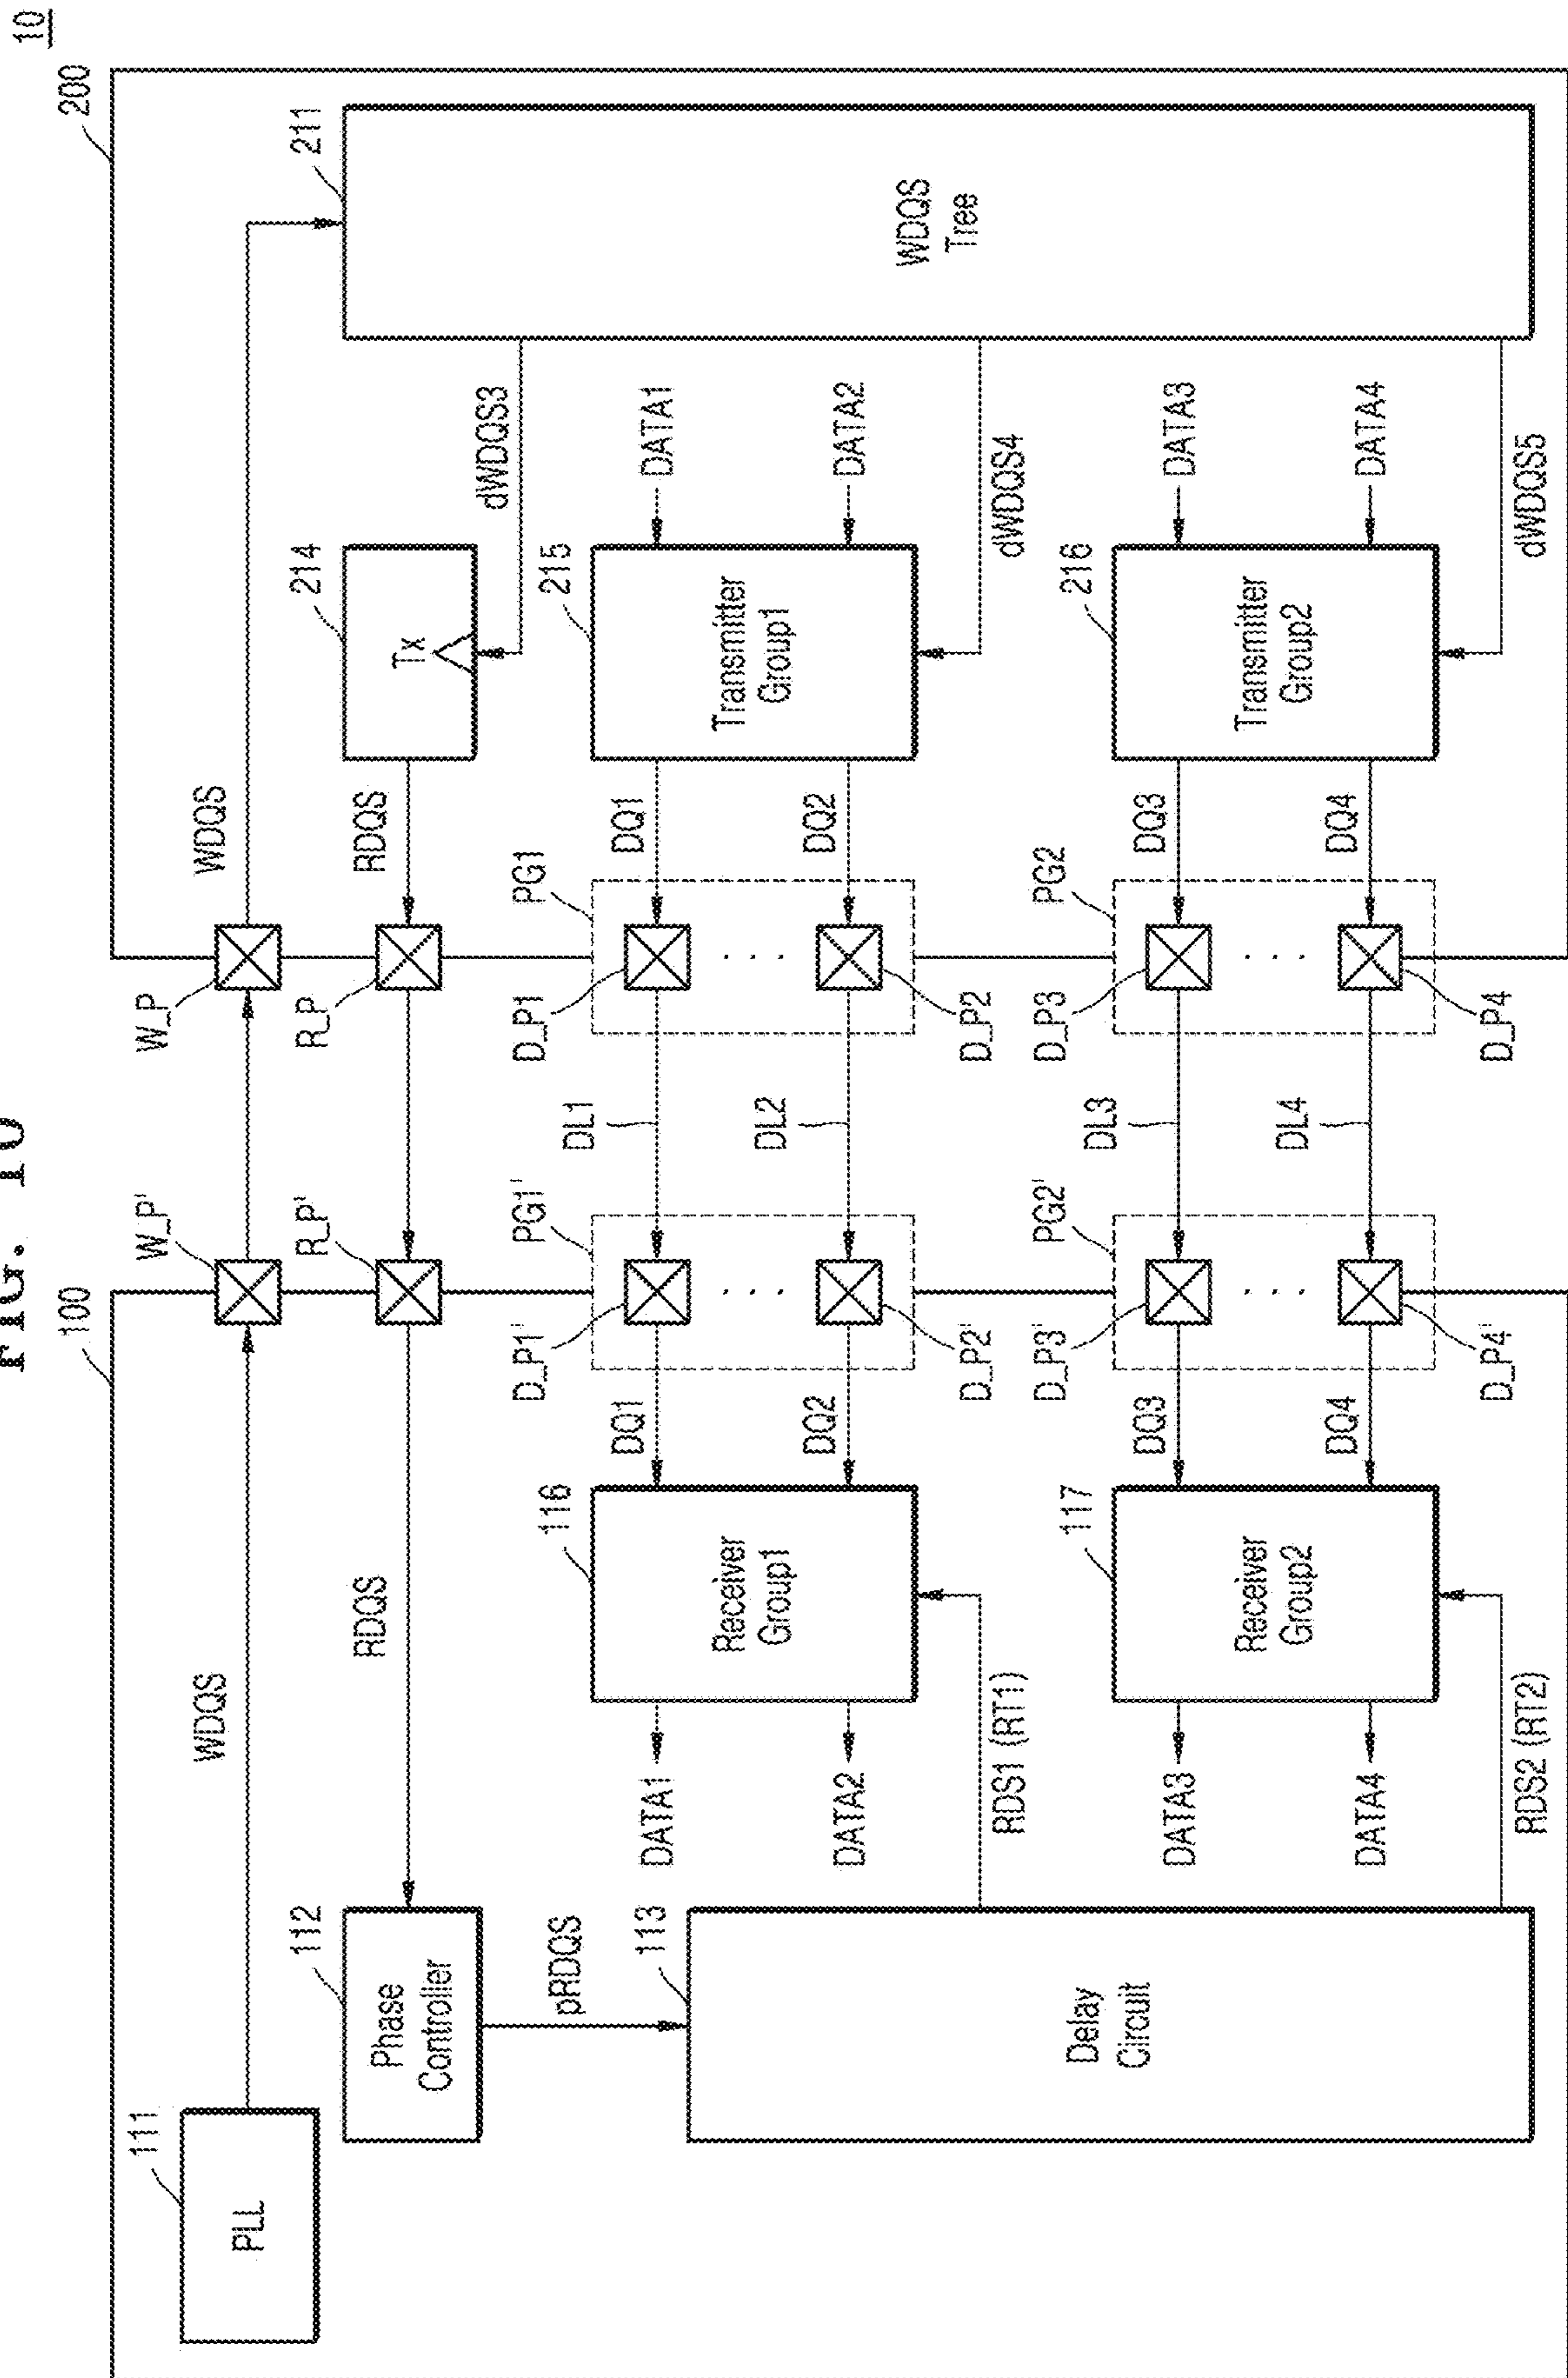 FIG. 10
10
100
200
111
PLL
WDQS
W_P'
W_P
WDQS
211
WDQS
Tree
112
Phase
Controller
RDQS
R_P'
R_P
RDQS
214
Tx
dWDQS3
pRDQS
113
Delay
Circuit
116
Receiver
Group1
DATA1
DATA2
RDS1 (RT1)
DQ1
DQ2
PG1'
D_P1'
. . .
D_P2'
DL1
DL2
PG1
D_P1
. . .
D_P2
DQ1
DQ2
215
Transmitter
Group1
DATA1
DATA2
dWDQS4
117
Receiver
Group2
DATA3
DATA4
RDS2 (RT2)
DQ3
DQ4
PG2'
D_P3'
. . .
D_P4'
DL3
DL4
PG2
D_P3
. . .
D_P4
DQ3
DQ4
216
Transmitter
Group2
DATA3
DATA4
dWDQS5